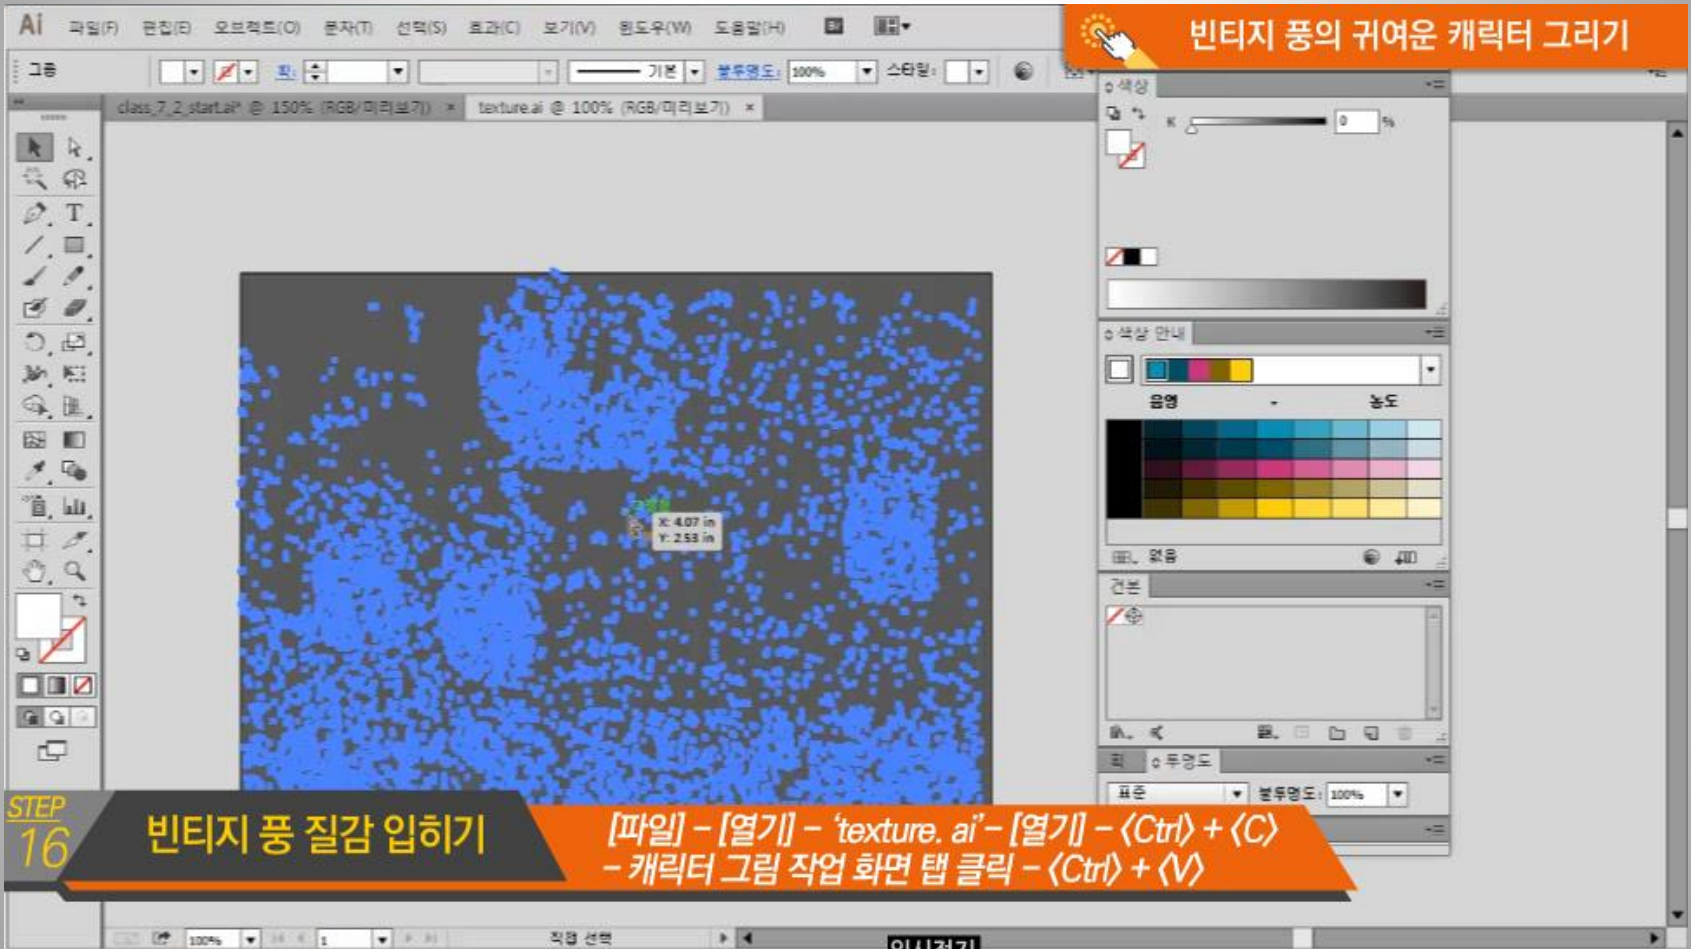 Ai 파일(F) 편집(E) 오브젝트(O) 문자(T) 선택(S) 효과(C) 보기(V) 윈도우(W) 도움말(H) Br
빈티지 풍의 귀여운 캐릭터 그리기
그룹 획: 기본 불투명도: 100% 스타일:
class_7_2_start.ai* @ 150% (RGB/미리보기) × texture.ai @ 100% (RGB/미리보기) ×
색상
K 0 %
색상 안내
음영 - 농도
X: 4.07 in
Y: 2.53 in
없음
견본
획 투명도
표준 불투명도: 100%
STEP
16
빈티지 풍 질감 입히기
[파일] – [열기] – ‘texture. ai’– [열기] – ⟨Ctrl⟩ + ⟨C⟩
– 캐릭터 그림 작업 화면 탭 클릭 – ⟨Ctrl⟩ + ⟨V⟩
100% 1 직접 선택